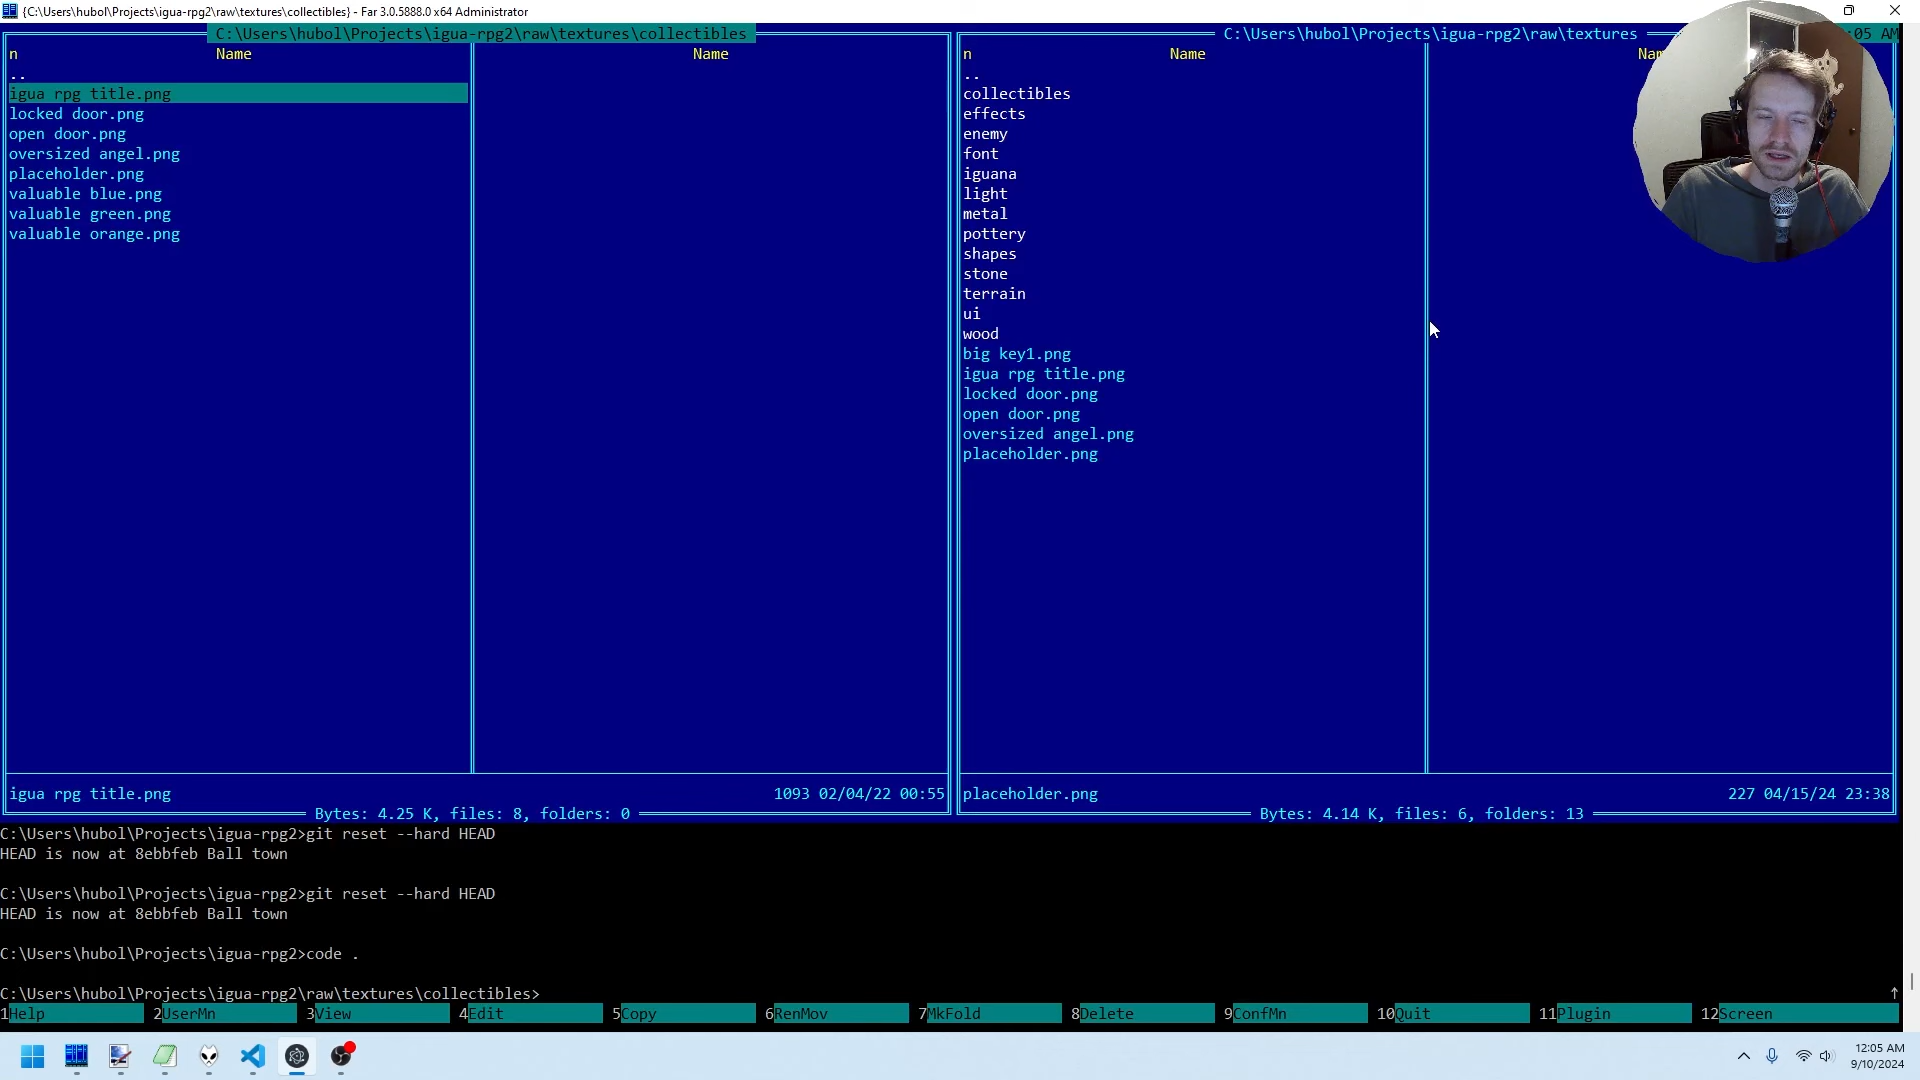 {C:\Users\hubol\Projects\igua-rpg2\raw\textures\collectibles} - Far 3.0.5888.0 x64 Administrator
C:\Users\hubol\Projects\igua-rpg2\raw\textures\collectibles
n Name Name
..
igua rpg title.png
locked door.png
open door.png
oversized angel.png
placeholder.png
valuable blue.png
valuable green.png
valuable orange.png
igua rpg title.png 1093 02/04/22 00:55
Bytes: 4.25 K, files: 8, folders: 0
C:\Users\hubol\Projects\igua-rpg2\raw\textures
:05 AM
n Name
..
collectibles
effects
enemy
font
iguana
light
metal
pottery
shapes
stone
terrain
ui
wood
big key1.png
igua rpg title.png
locked door.png
open door.png
oversized angel.png
placeholder.png
placeholder.png 227 04/15/24 23:38
Bytes: 4.14 K, files: 6, folders: 13
C:\Users\hubol\Projects\igua-rpg2>git reset --hard HEAD
HEAD is now at 8ebbfeb Ball town
C:\Users\hubol\Projects\igua-rpg2>git reset --hard HEAD
HEAD is now at 8ebbfeb Ball town
C:\Users\hubol\Projects\igua-rpg2>code .
C:\Users\hubol\Projects\igua-rpg2\raw\textures\collectibles>
1Help 2UserMn 3View 4Edit 5Copy 6RenMov 7MkFold 8Delete 9ConfMn 10Quit 11Plugin 12Screen
12:05 AM
9/10/2024